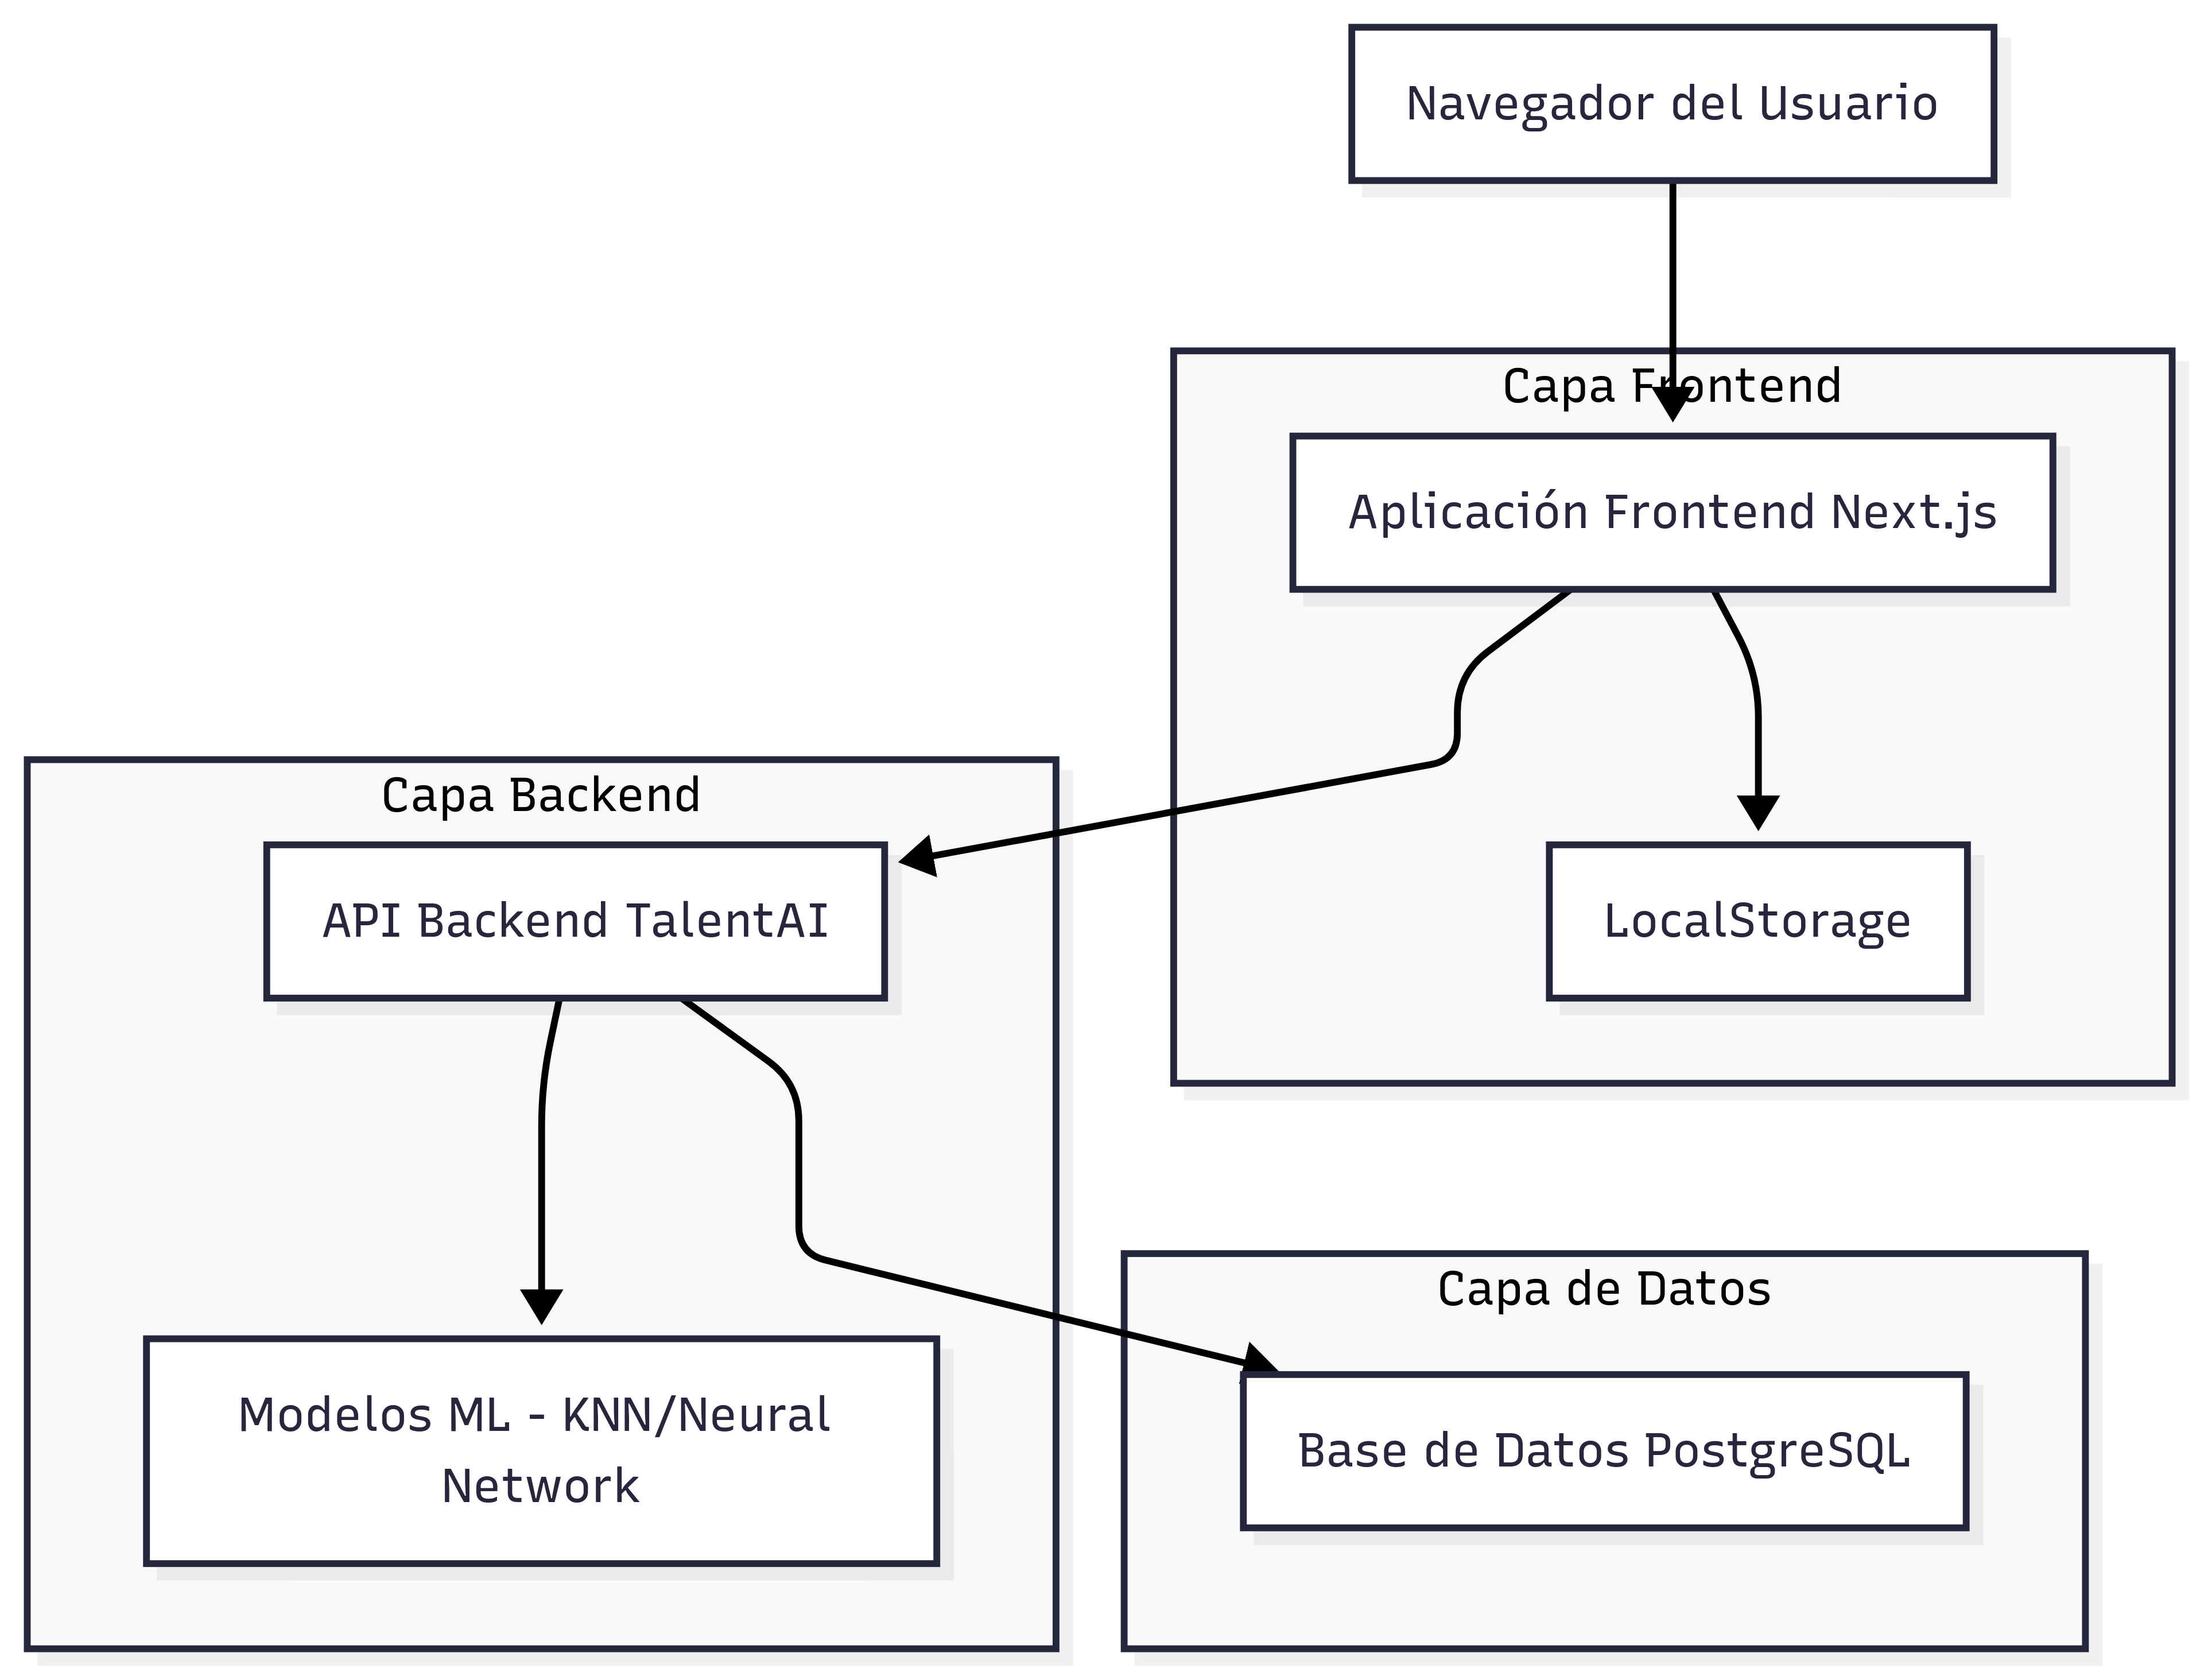 Navegador del Usuario
Capa Frontend
Aplicación Frontend Next.js
Capa Backend
API Backend TalentAI
LocalStorage
Capa de Datos
Modelos ML - KNN/Neural
Network
Base de Datos PostgreSQL